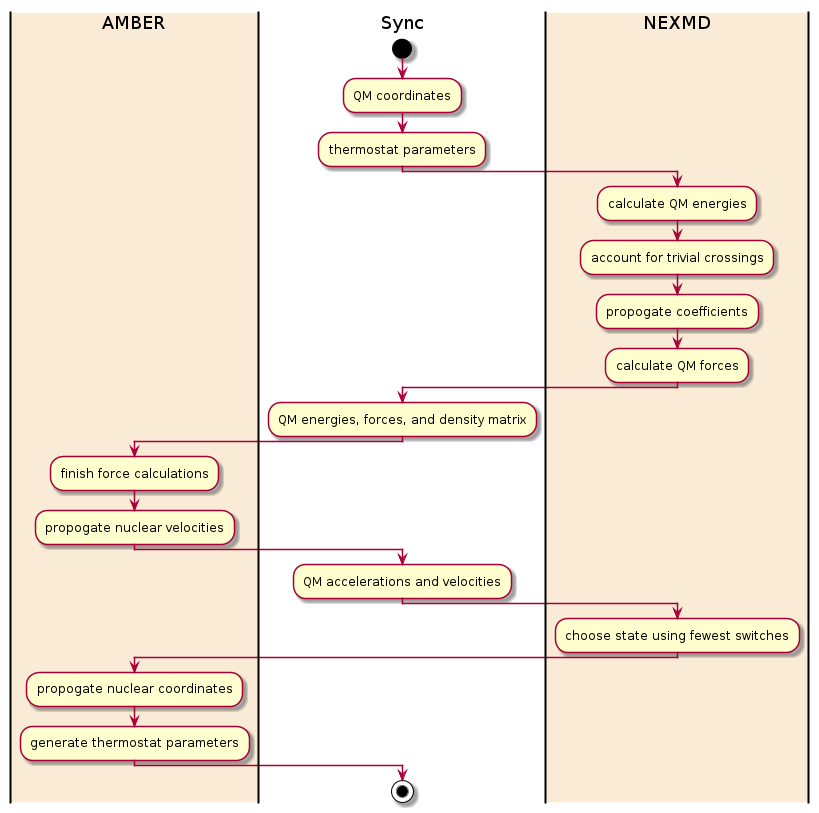 AMBER
Sync
NEXMD
QM coordinates
thermostat parameters
calculate QM energies
account for trivial crossings
propogate coefficients
calculate QM forces
QM energies, forces, and density matrix
finish force calculations
propogate nuclear velocities
QM accelerations and velocities
choose state using fewest switches
propogate nuclear coordinates
generate thermostat parameters